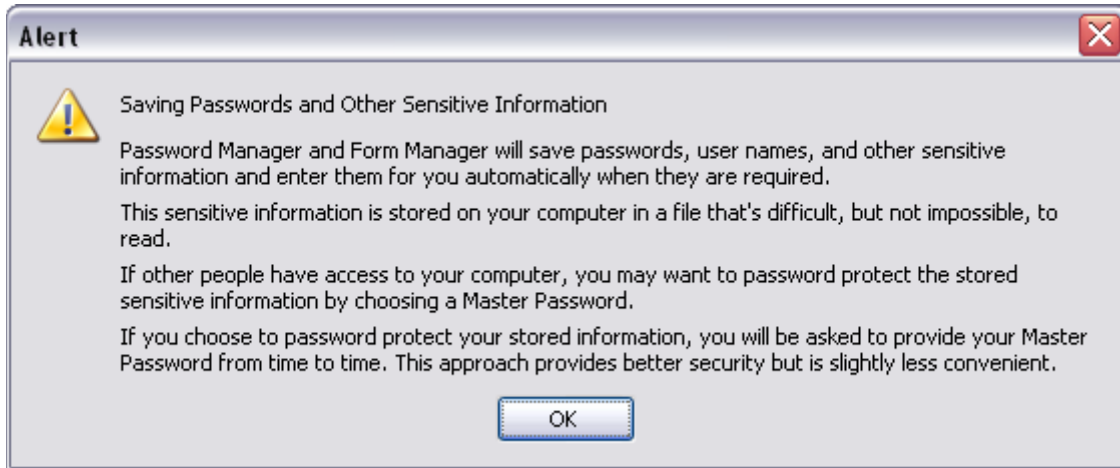 Alert
Saving Passwords and Other Sensitive Information
Password Manager and Form Manager will save passwords, user names, and other sensitive
information and enter them for you automatically when they are required.
This sensitive information is stored on your computer in a file that's difficult, but not impossible, to
read.
If other people have access to your computer, you may want to password protect the stored
sensitive information by choosing a Master Password.
If you choose to password protect your stored information, you will be asked to provide your Master
Password from time to time. This approach provides better security but is slightly less convenient.
OK